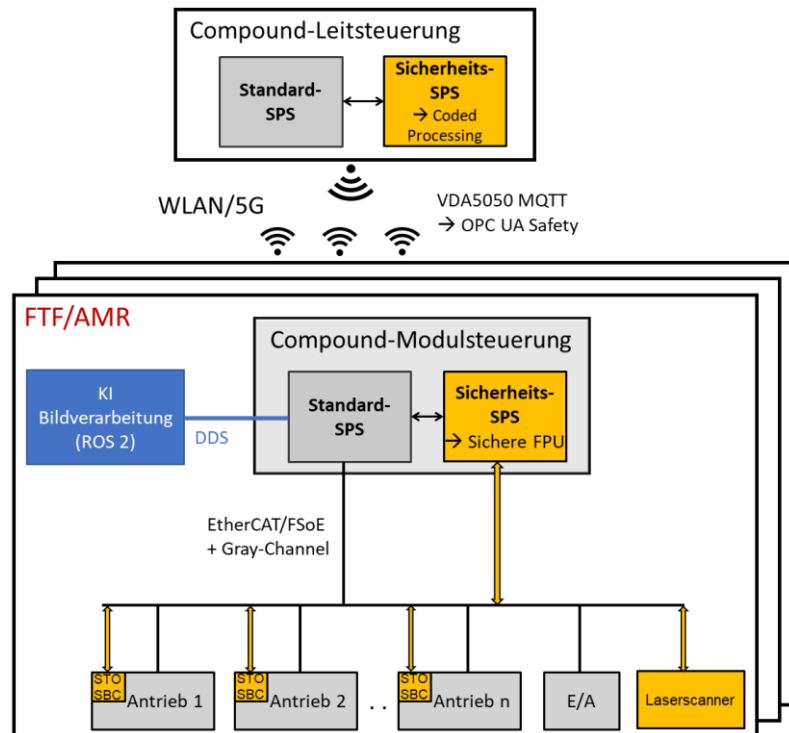 Compound-Leitsteuerung
Standard-
SPS
Sicherheits-
SPS
→ Coded
Processing
WLAN/5G
VDA5050 MQTT
→ OPC UA Safety
FTF/AMR
Compound-Modulsteuerung
KI
Bildverarbeitung
(ROS 2)
DDS
Standard-
SPS
Sicherheits-
SPS
→ Sichere FPU
EtherCAT/FSoE
+ Gray-Channel
STO
SBC
Antrieb 1
STO
SBC
Antrieb 2
. .
STO
SBC
Antrieb n
E/A
Laserscanner